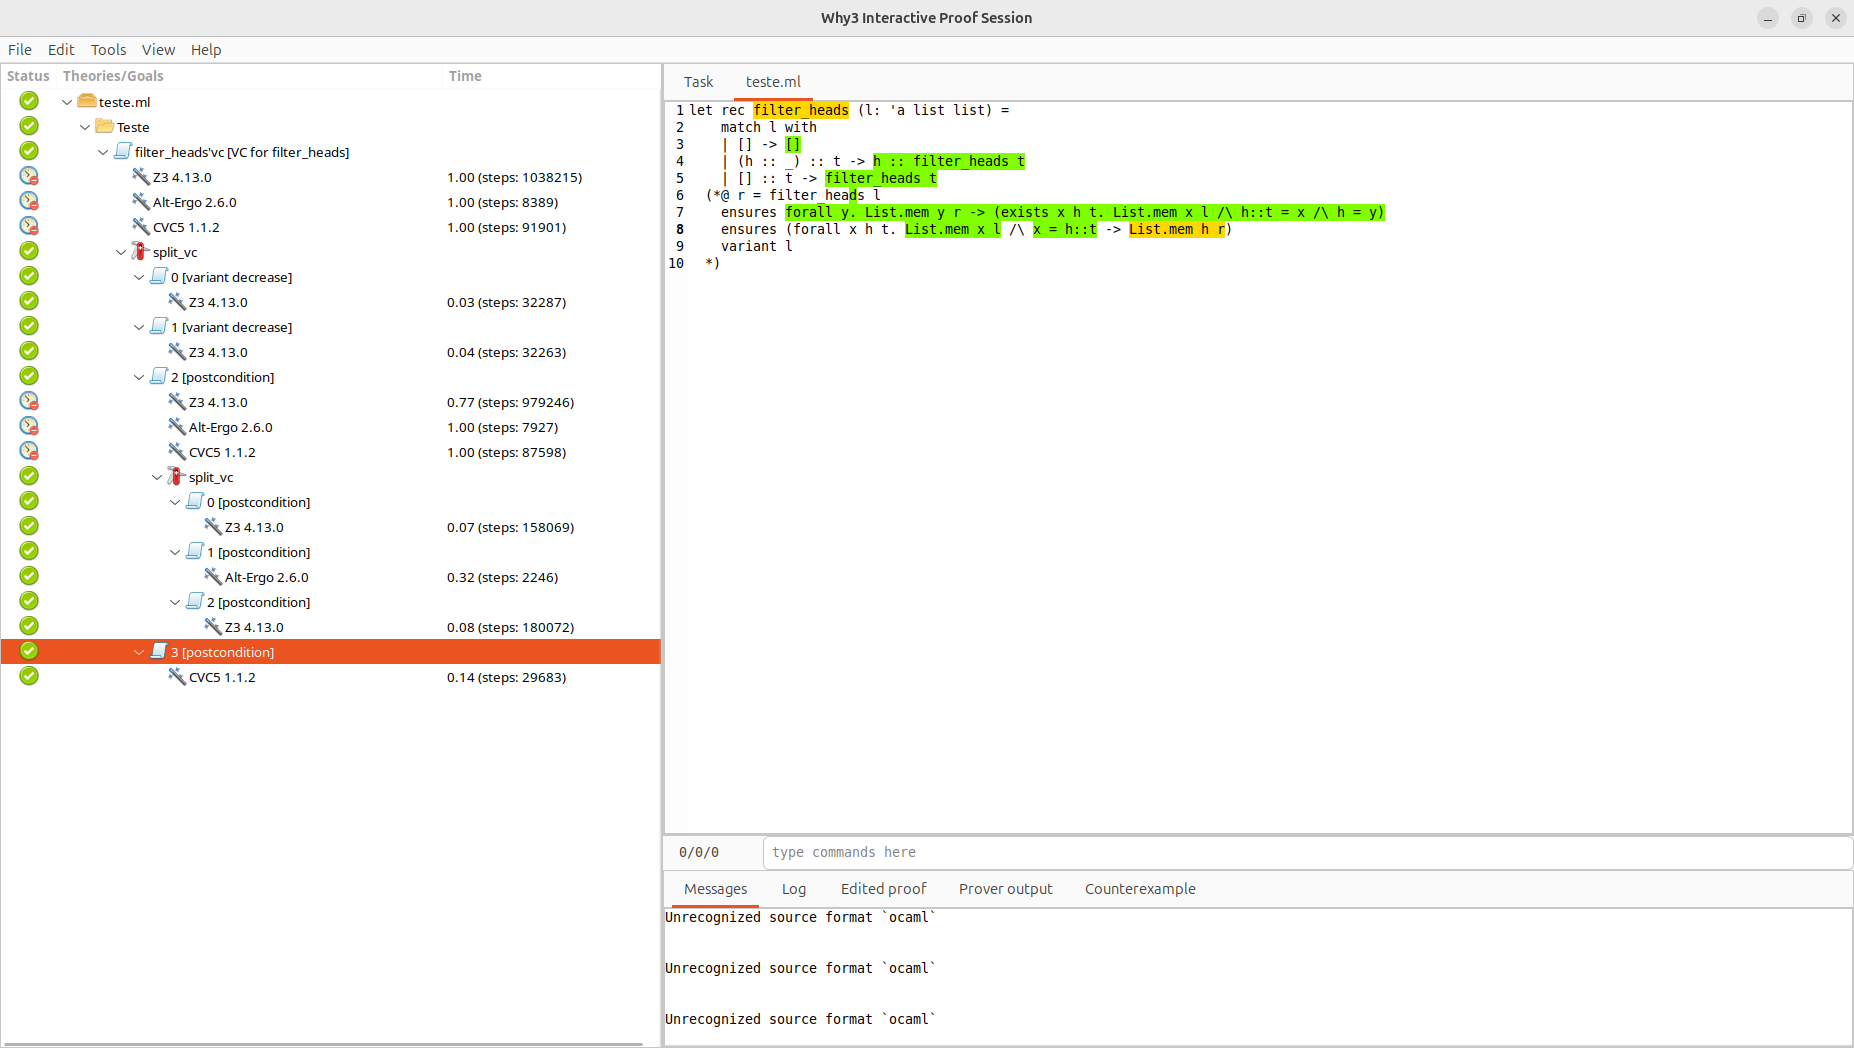 Why3 Interactive Proof Session
File Edit Tools View Help
Status Theories/Goals Time
teste.ml
Teste
filter_heads'vc [VC for filter_heads]
Z3 4.13.0 1.00 (steps: 1038215)
Alt-Ergo 2.6.0 1.00 (steps: 8389)
CVC5 1.1.2 1.00 (steps: 91901)
split_vc
0 [variant decrease]
Z3 4.13.0 0.03 (steps: 32287)
1 [variant decrease]
Z3 4.13.0 0.04 (steps: 32263)
2 [postcondition]
Z3 4.13.0 0.77 (steps: 979246)
Alt-Ergo 2.6.0 1.00 (steps: 7927)
CVC5 1.1.2 1.00 (steps: 87598)
split_vc
0 [postcondition]
Z3 4.13.0 0.07 (steps: 158069)
1 [postcondition]
Alt-Ergo 2.6.0 0.32 (steps: 2246)
2 [postcondition]
Z3 4.13.0 0.08 (steps: 180072)
3 [postcondition]
CVC5 1.1.2 0.14 (steps: 29683)
Task teste.ml
1 let rec filter_heads (l: 'a list list) =
2     match l with
3     | [] -> []
4     | (h :: _) :: t -> h :: filter_heads t
5     | [] :: t -> filter_heads t
6   (*@ r = filter_heads l
7     ensures forall y. List.mem y r -> (exists x h t. List.mem x l /\ h::t = x /\ h = y)
8     ensures (forall x h t. List.mem x l /\ x = h::t -> List.mem h r)
9     variant l
10   *)
0/0/0 type commands here
Messages Log Edited proof Prover output Counterexample
Unrecognized source format `ocaml`
Unrecognized source format `ocaml`
Unrecognized source format `ocaml`